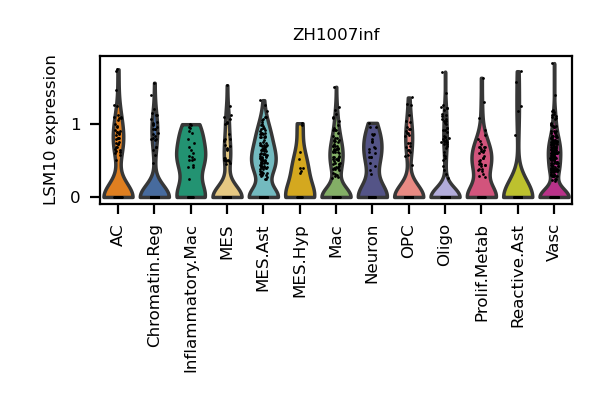 ZH1007inf
LSM10 expression
1
0
AC
Chromatin.Reg
Inflammatory.Mac
MES
MES.Ast
MES.Hyp
Mac
Neuron
OPC
Oligo
Prolif.Metab
Reactive.Ast
Vasc